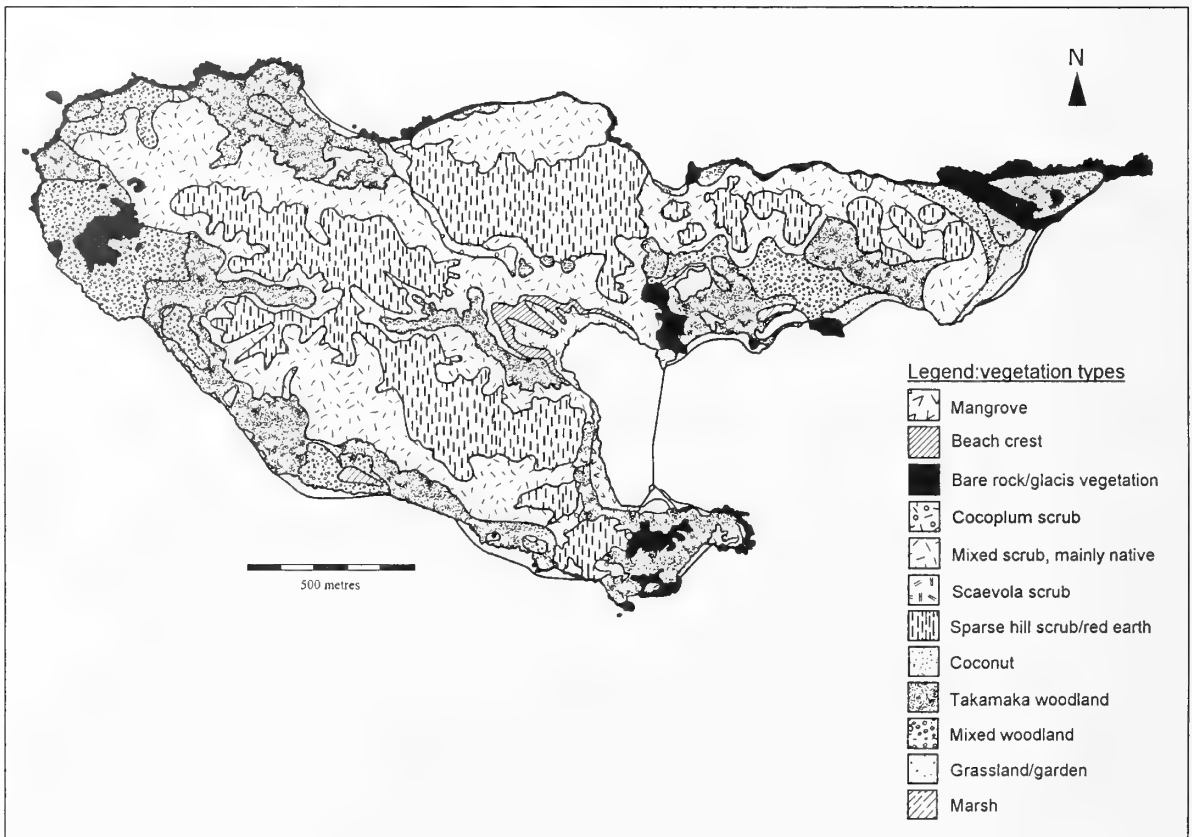 N
Legend:vegetation types
Mangrove
Beach crest
Bare rock/glacis vegetation
Cocoplum scrub
Mixed scrub, mainly native
Scaevola scrub
Sparse hill scrub/red earth
Coconut
Takamaka woodland
Mixed woodland
Grassland/garden
Marsh
500 metres